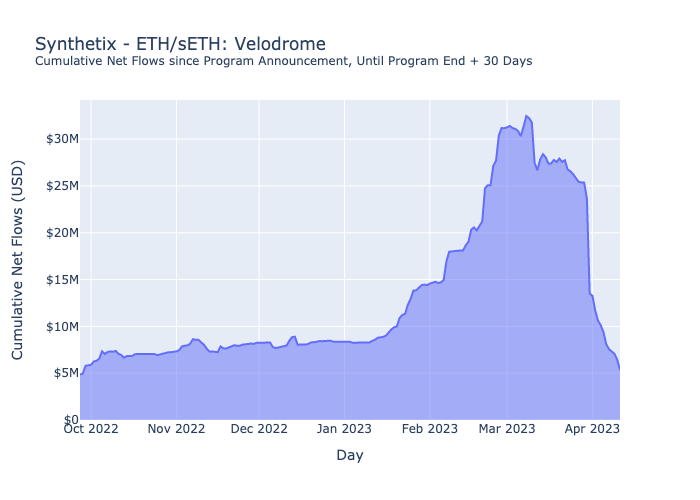 Synthetix - ETH/sETH: Velodrome
Cumulative Net Flows since Program Announcement, Until Program End + 30 Days
Cumulative Net Flows (USD)
$30M
$25M
$20M
$15M
$10M
$5M
$0
Oct 2022 Nov 2022 Dec 2022 Jan 2023 Feb 2023 Mar 2023 Apr 2023
Day